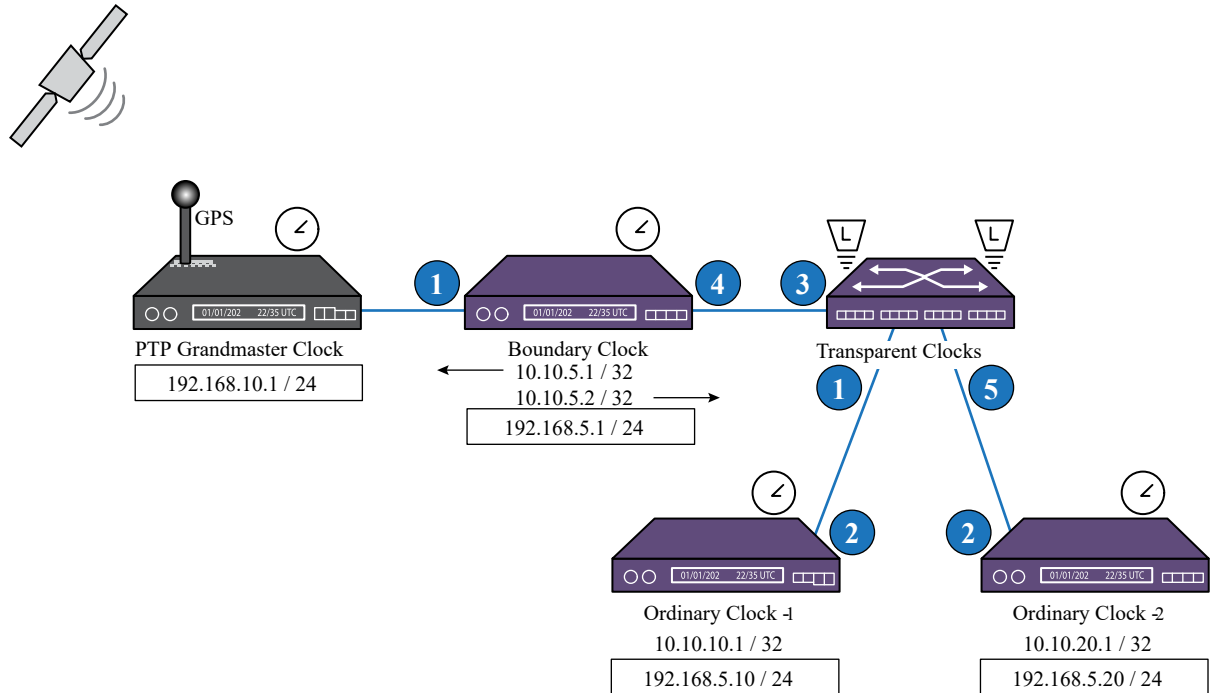 GPS
L
L
01/01/202 22/35 UTC
1
01/01/202 22/35 UTC
4
3
PTP Grandmaster Clock
192.168.10.1 / 24
Boundary Clock
10.10.5.1 / 32
10.10.5.2 / 32
192.168.5.1 / 24
Transparent Clocks
1
5
2
2
01/01/202 22/35 UTC
01/01/202 22/35 UTC
Ordinary Clock -1
10.10.10.1 / 32
192.168.5.10 / 24
Ordinary Clock -2
10.10.20.1 / 32
192.168.5.20 / 24